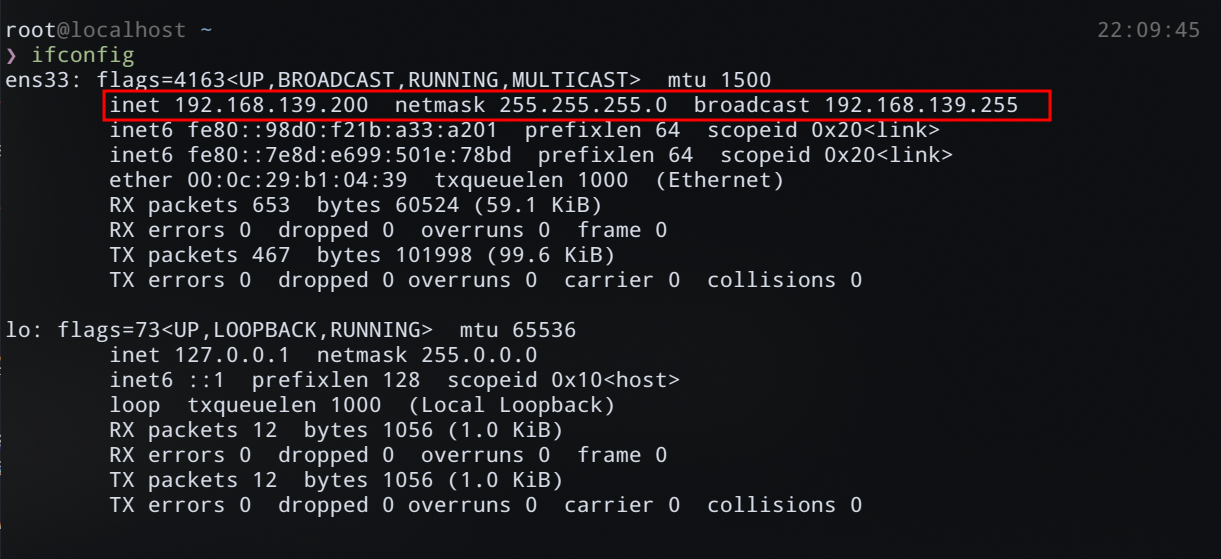 root@localhost ~ 22:09:45
❯ ifconfig
ens33: flags=4163<UP,BROADCAST,RUNNING,MULTICAST>  mtu 1500
        inet 192.168.139.200  netmask 255.255.255.0  broadcast 192.168.139.255
        inet6 fe80::98d0:f21b:a33:a201  prefixlen 64  scopeid 0x20<link>
        inet6 fe80::7e8d:e699:501e:78bd  prefixlen 64  scopeid 0x20<link>
        ether 00:0c:29:b1:04:39  txqueuelen 1000  (Ethernet)
        RX packets 653  bytes 60524 (59.1 KiB)
        RX errors 0  dropped 0  overruns 0  frame 0
        TX packets 467  bytes 101998 (99.6 KiB)
        TX errors 0  dropped 0 overruns 0  carrier 0  collisions 0
lo: flags=73<UP,LOOPBACK,RUNNING>  mtu 65536
        inet 127.0.0.1  netmask 255.0.0.0
        inet6 ::1  prefixlen 128  scopeid 0x10<host>
        loop  txqueuelen 1000  (Local Loopback)
        RX packets 12  bytes 1056 (1.0 KiB)
        RX errors 0  dropped 0  overruns 0  frame 0
        TX packets 12  bytes 1056 (1.0 KiB)
        TX errors 0  dropped 0 overruns 0  carrier 0  collisions 0